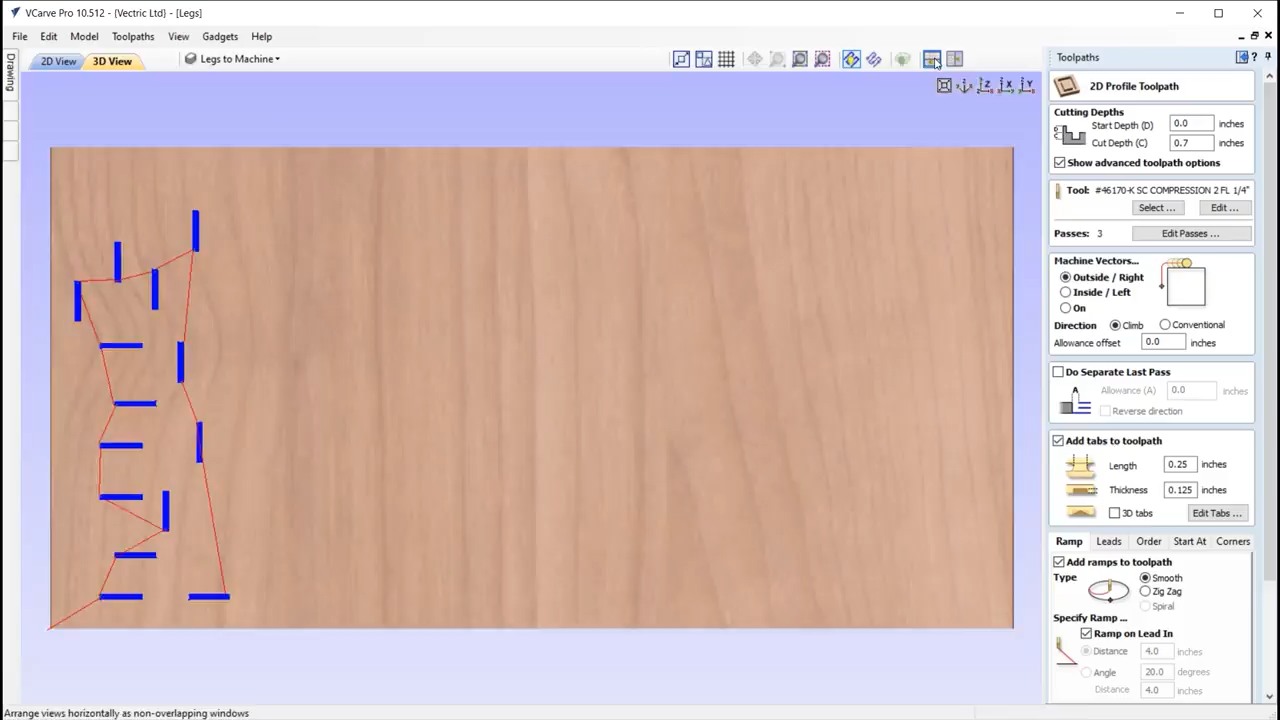 VCarve Pro 10.512 - {Vectric Ltd} - [Legs]
File Edit Model Toolpaths View Gadgets Help
2D View 3D View Legs to Machine
Drawing
Z X Y
Toolpaths
2D Profile Toolpath
Cutting Depths
Start Depth (D) 0.0 inches
Cut Depth (C) 0.7 inches
Show advanced toolpath options
Tool: #46170-K SC COMPRESSION 2 FL 1/4"
Select ... Edit ...
Passes: 3 Edit Passes ...
Machine Vectors...
Outside / Right
Inside / Left
On
Direction Climb Conventional
Allowance offset 0.0 inches
Do Separate Last Pass
Allowance (A) 0.0 inches
Reverse direction
A
Add tabs to toolpath
Length 0.25 inches
Thickness 0.125 inches
3D tabs Edit Tabs ...
Ramp Leads Order Start At Corners
Add ramps to toolpath
Type Smooth
Zig Zag
Spiral
Specify Ramp ...
Ramp on Lead In
Distance 4.0 inches
Angle 20.0 degrees
Distance 4.0 inches
Arrange views horizontally as non-overlapping windows